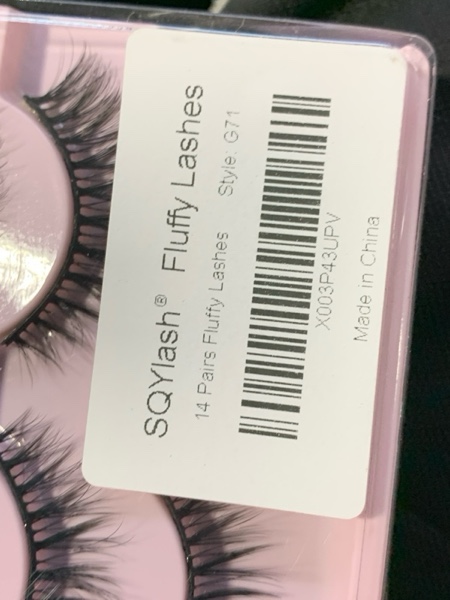 SQYlash® Fluffy Lashes
14 Pairs Fluffy Lashes Style: G71
X003P43UPV
Made in China